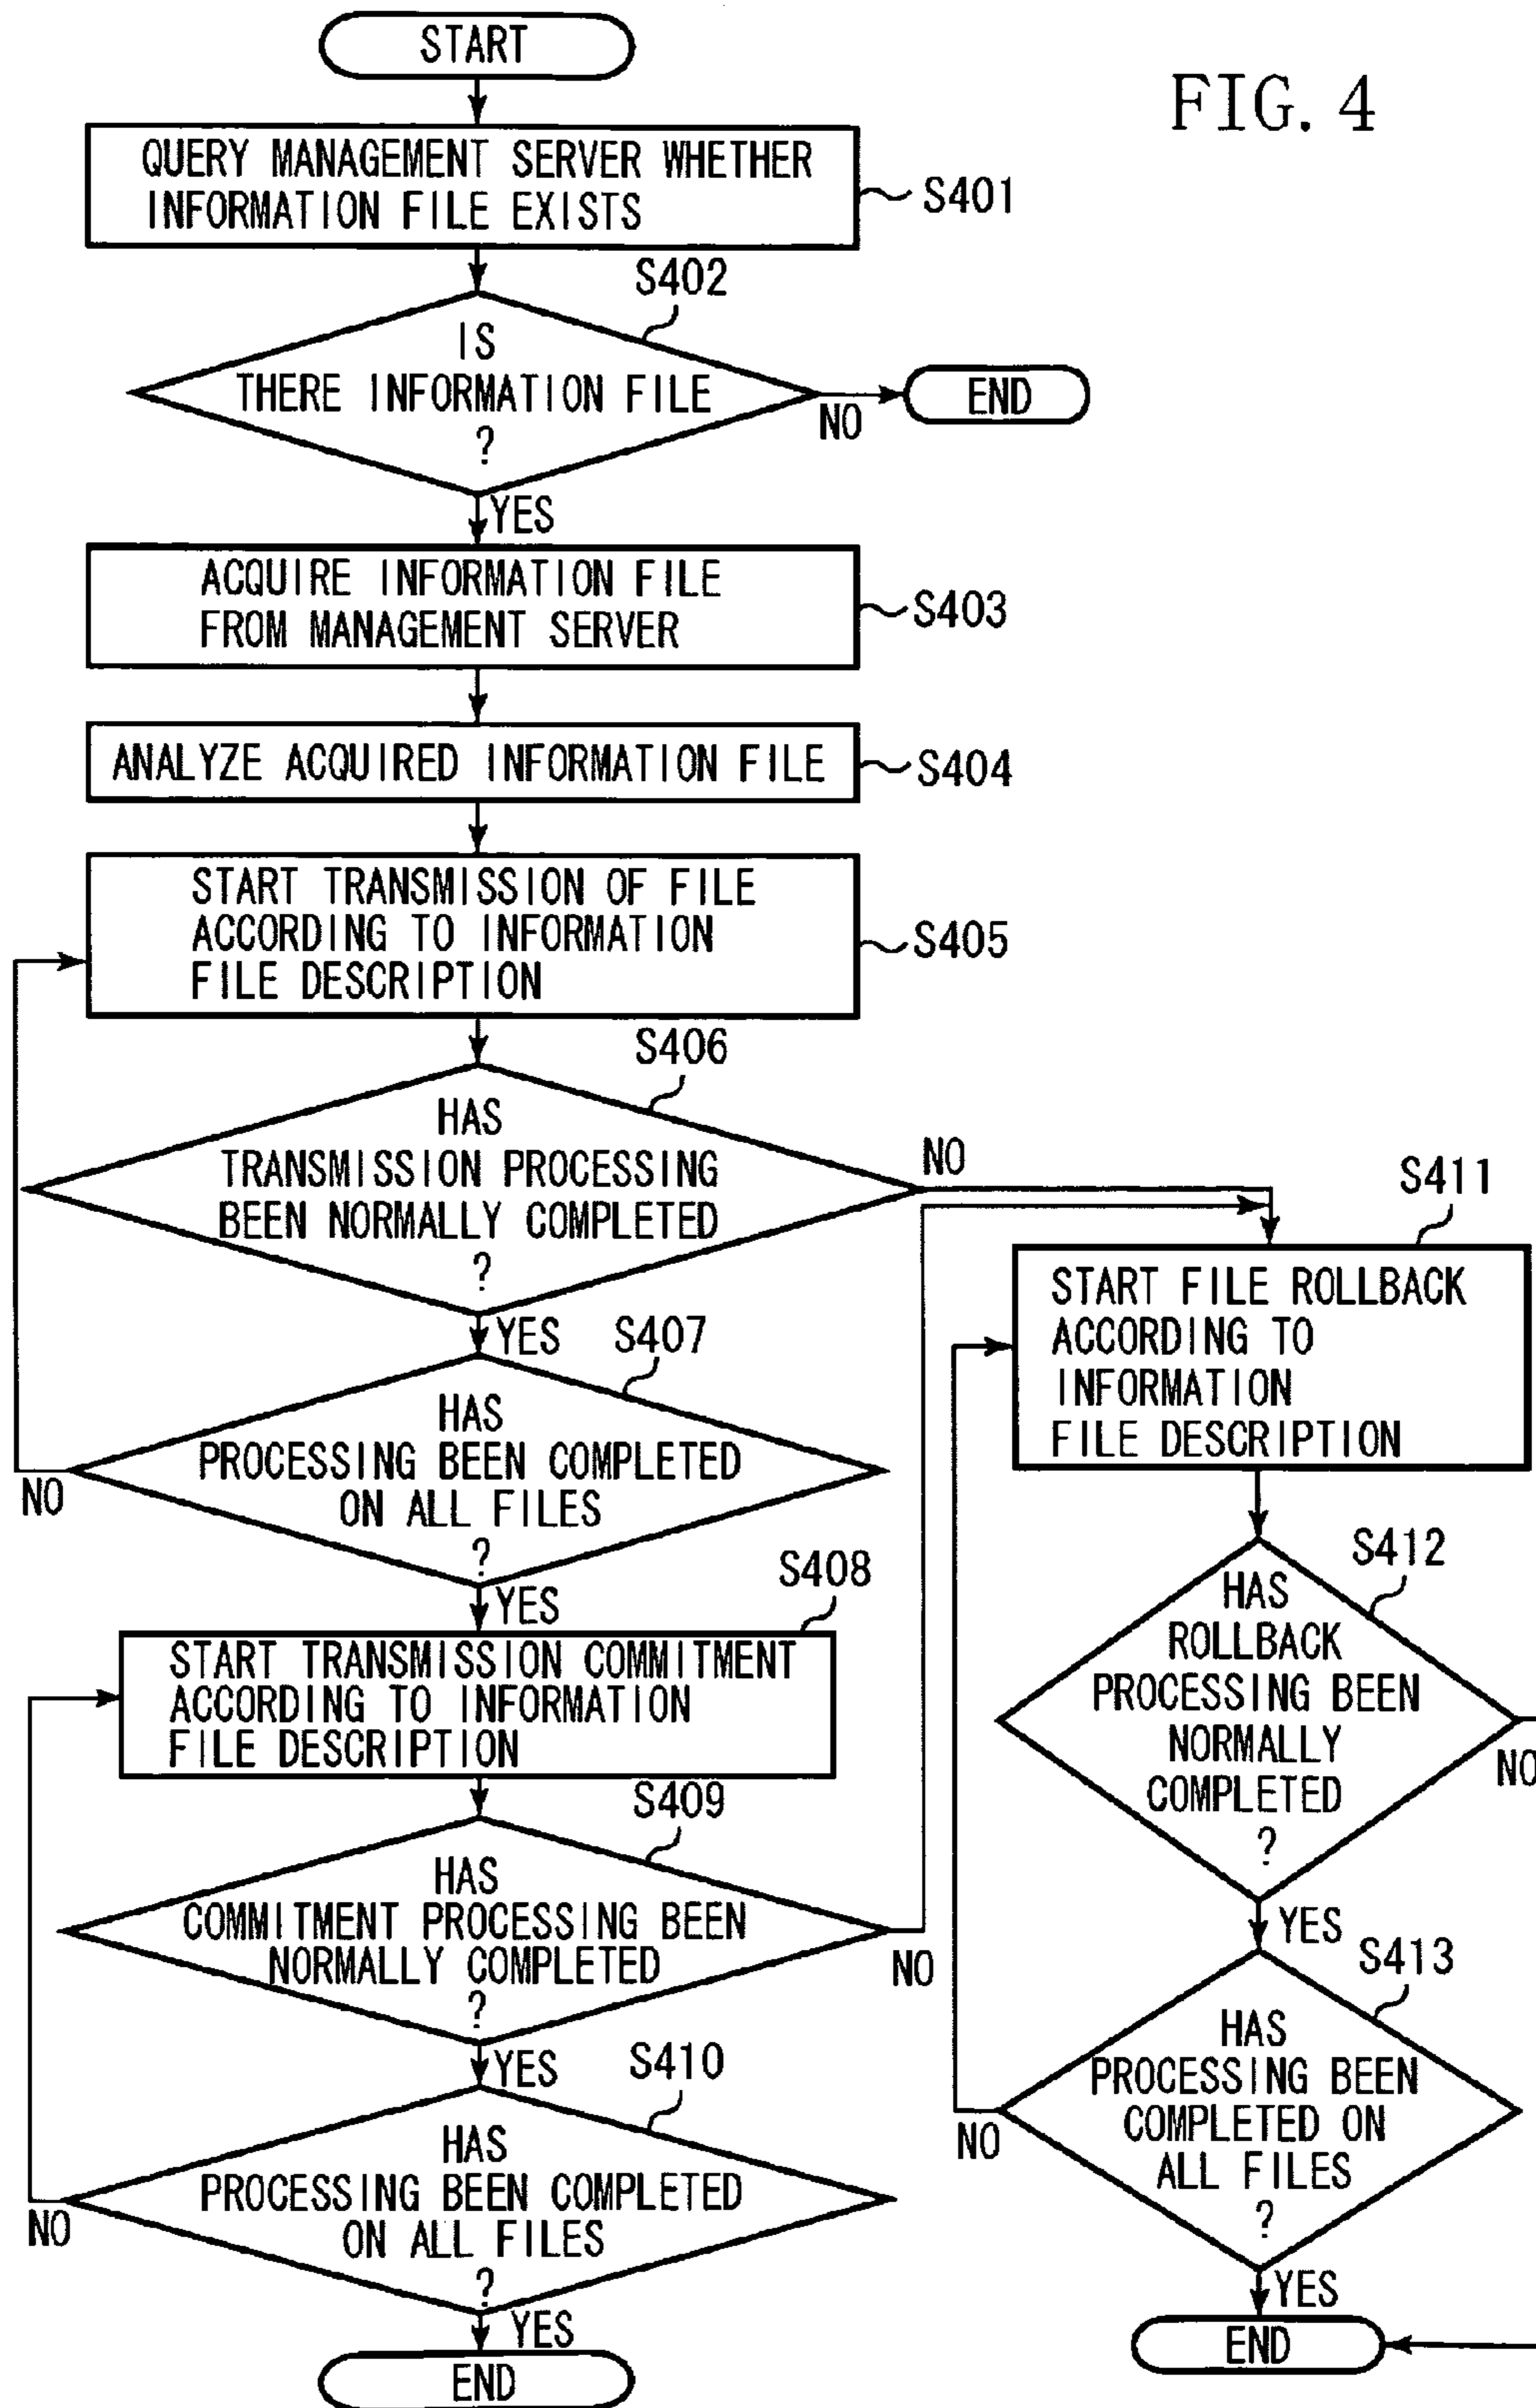 FIG. 4
START
QUERY MANAGEMENT SERVER WHETHER
INFORMATION FILE EXISTS
S401
S402
IS
THERE INFORMATION FILE
?
NO
END
YES
ACQUIRE INFORMATION FILE
FROM MANAGEMENT SERVER
S403
ANALYZE ACQUIRED INFORMATION FILE
S404
START TRANSMISSION OF FILE
ACCORDING TO INFORMATION
FILE DESCRIPTION
S405
S406
HAS
TRANSMISSION PROCESSING
BEEN NORMALLY COMPLETED
?
NO
YES
S407
HAS
PROCESSING BEEN COMPLETED
ON ALL FILES
?
NO
YES
S408
START TRANSMISSION COMMITMENT
ACCORDING TO INFORMATION
FILE DESCRIPTION
S409
HAS
COMMITMENT PROCESSING BEEN
NORMALLY COMPLETED
?
NO
YES
S410
HAS
PROCESSING BEEN COMPLETED
ON ALL FILES
?
NO
YES
END
S411
START FILE ROLLBACK
ACCORDING TO
INFORMATION
FILE DESCRIPTION
S412
HAS
ROLLBACK
PROCESSING BEEN
NORMALLY
COMPLETED
?
NO
YES
S413
HAS
PROCESSING BEEN
COMPLETED ON
ALL FILES
?
NO
YES
END